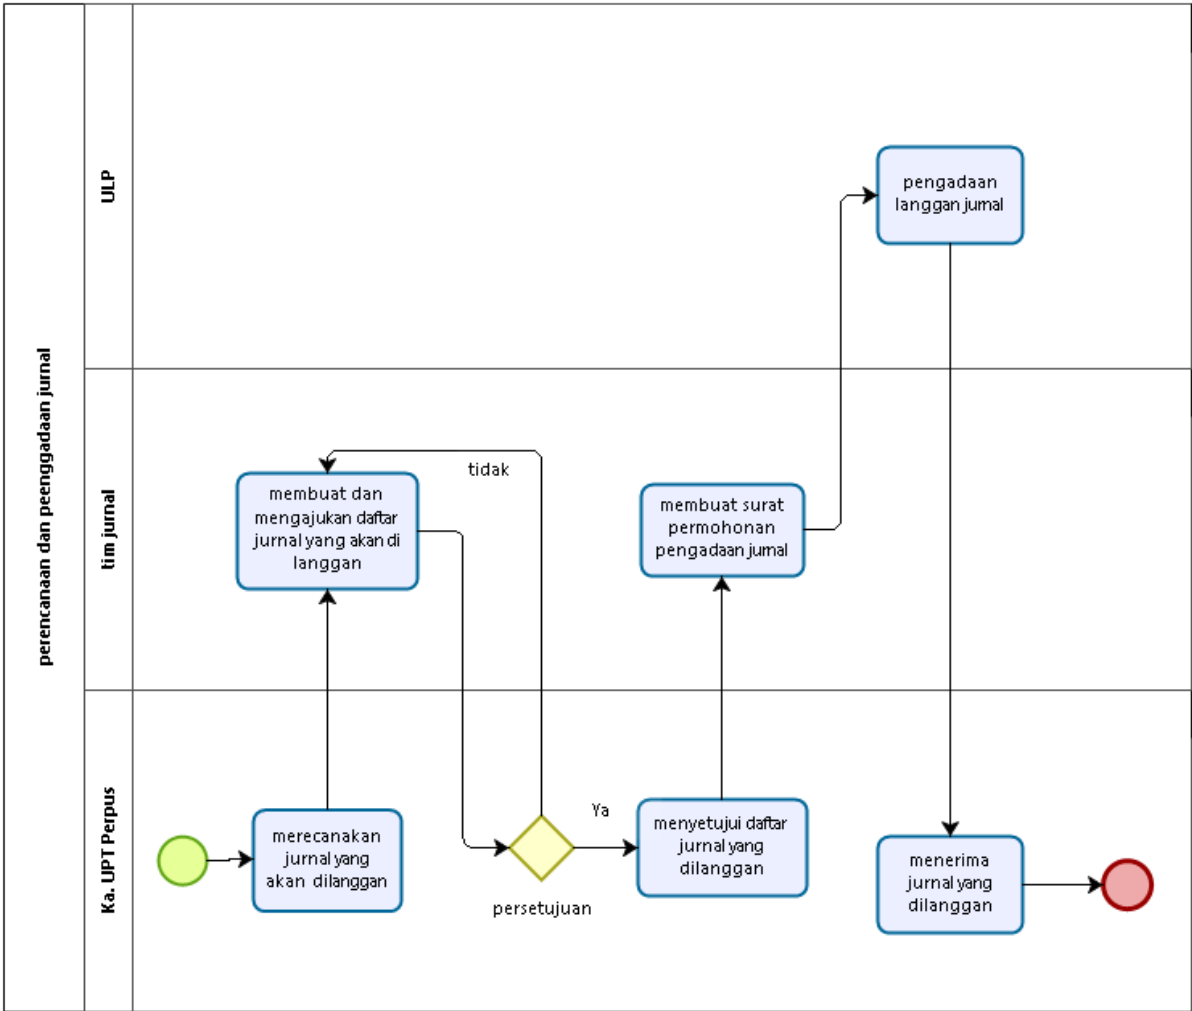 perencanaan dan peenggadaan jurnal
ULP
pengadaan
langgan jurnal
tim jurnal
tidak
membuat dan
mengajukan daftar
jurnal yang akan di
langgan
membuat surat
permohonan
pengadaan jurnal
Ka. UPT Perpus
merecanakan
jurnal yang
akan dilanggan
persetujuan
Ya
menyetujui daftar
jurnal yang
dilanggan
menerima
jurnal yang
dilanggan